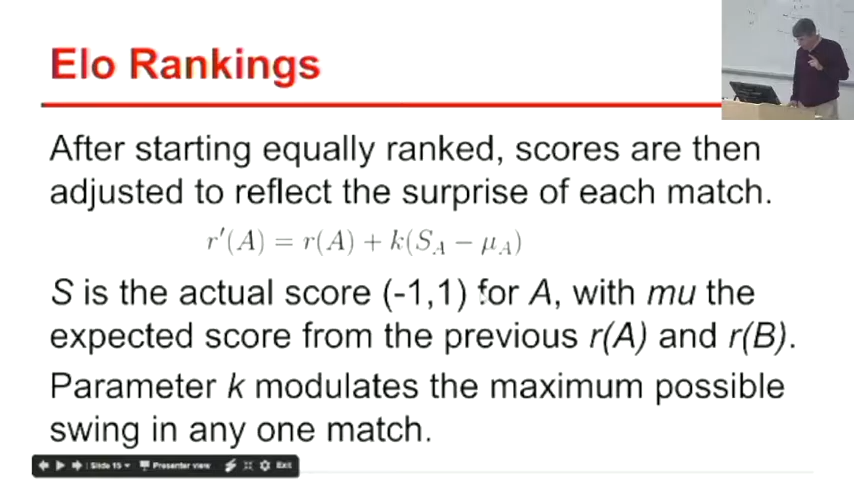 Elo Rankings
After starting equally ranked, scores are then
adjusted to reflect the surprise of each match.
r′(A) = r(A) + k(S_A − μ_A)
S is the actual score (-1,1) for A, with mu the
expected score from the previous r(A) and r(B).
Parameter k modulates the maximum possible
swing in any one match.
Slide 15 Presenter view Exit